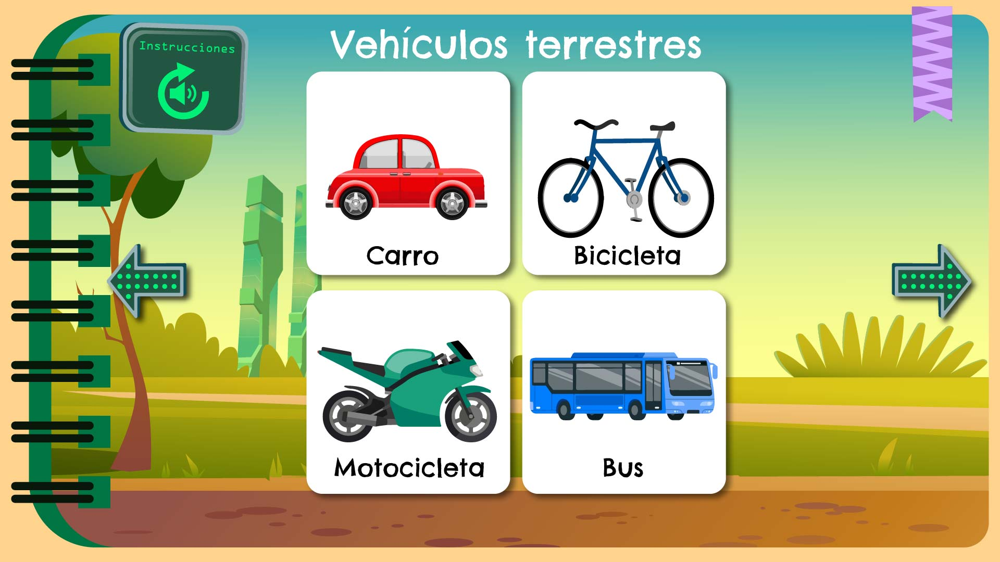 Instrucciones
Vehículos terrestres
Carro
Bicicleta
Motocicleta
Bus